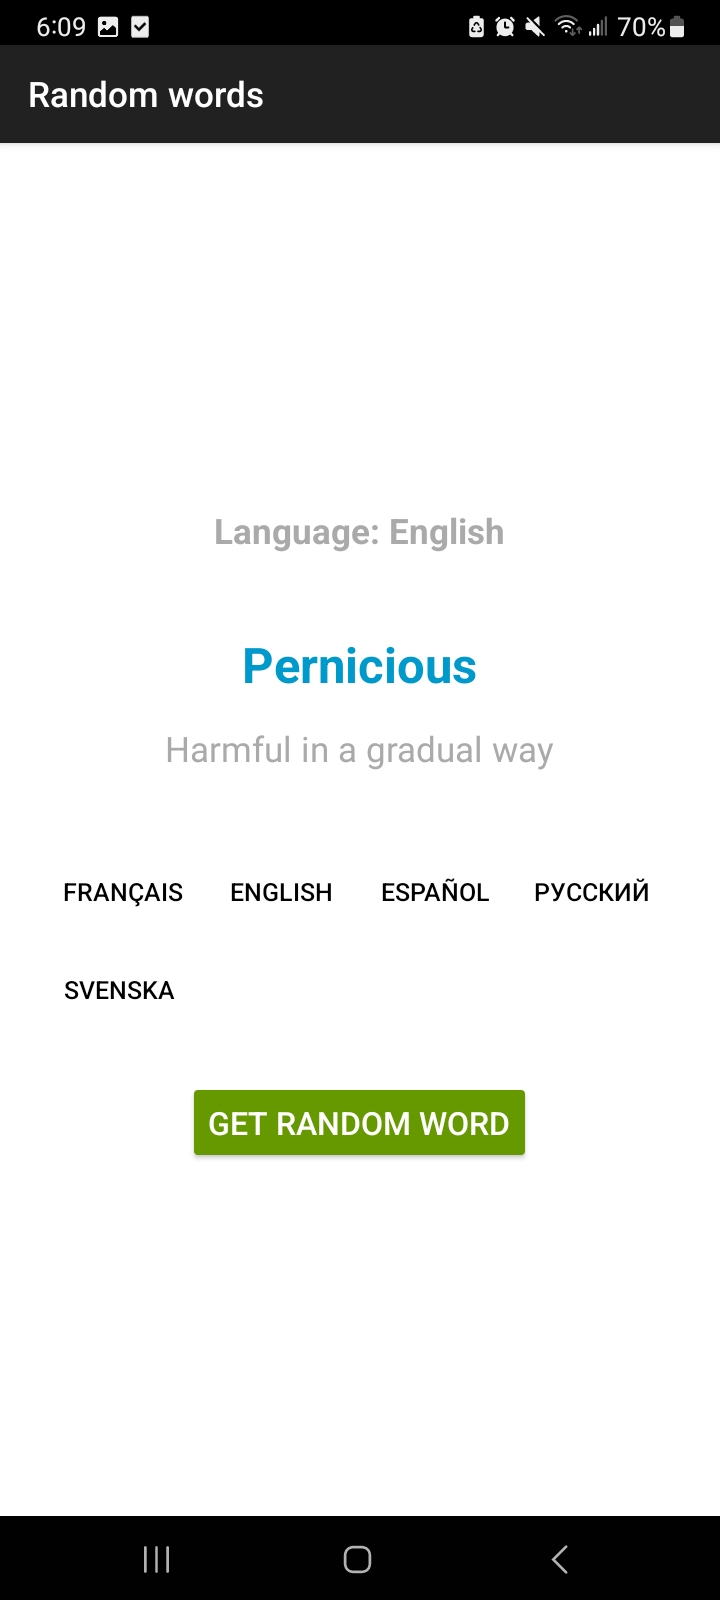 6:09 70%
Random words
Language: English
Pernicious
Harmful in a gradual way
FRANÇAIS ENGLISH ESPAÑOL РУССКИЙ
SVENSKA
GET RANDOM WORD